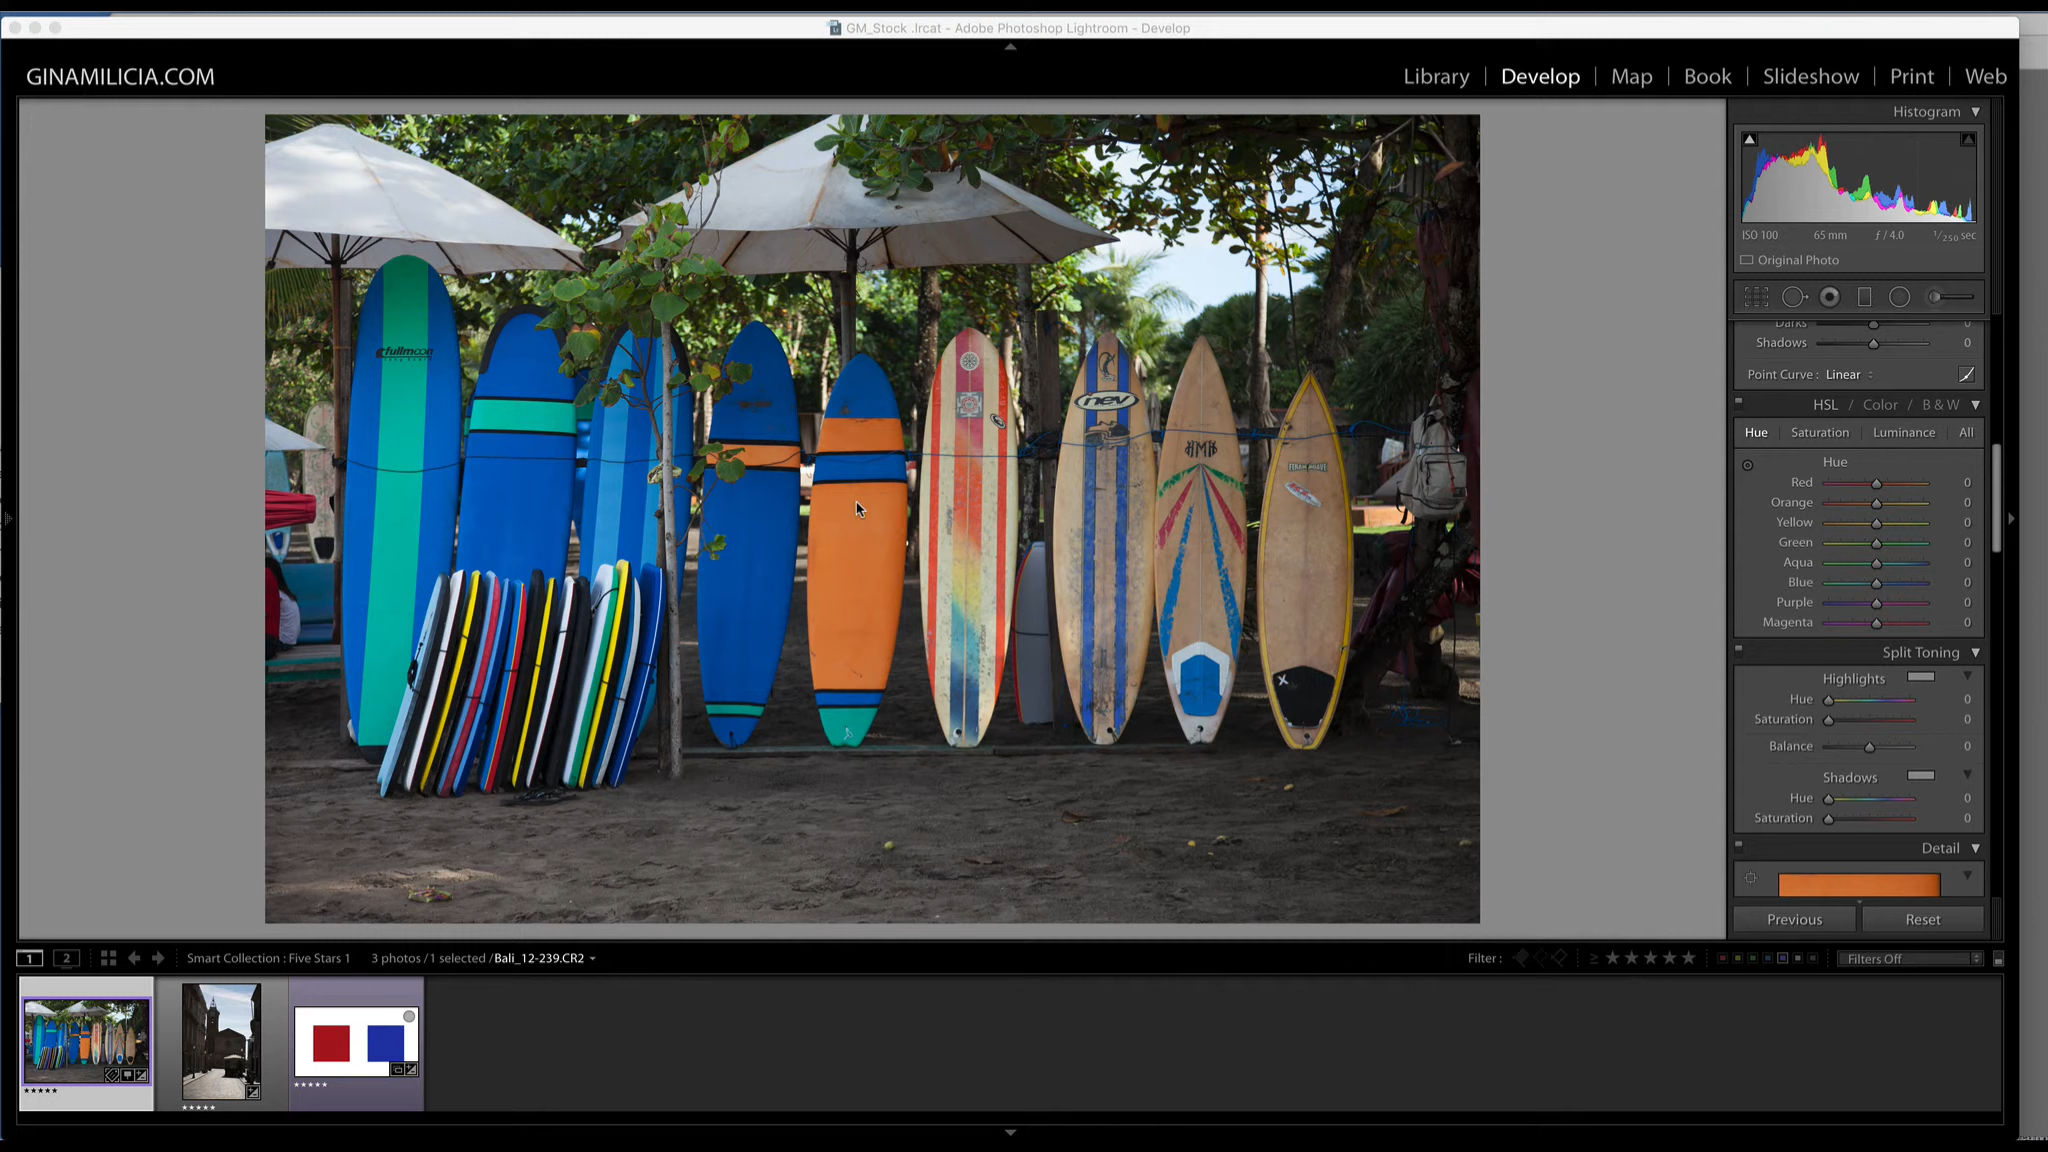 GM_Stock .lrcat - Adobe Photoshop Lightroom - Develop
GINAMILICIA.COM
Library | Develop | Map | Book | Slideshow | Print | Web
Histogram
ISO 100 65 mm ƒ / 4.0 1/250 sec
Original Photo
Darks 0
Shadows 0
Point Curve : Linear
HSL / Color / B & W
Hue Saturation Luminance All
Hue
Red 0
Orange 0
Yellow 0
Green 0
Aqua 0
Blue 0
Purple 0
Magenta 0
Split Toning
Highlights
Hue 0
Saturation 0
Balance 0
Shadows
Hue 0
Saturation 0
Detail
Previous Reset
fullmoon
nev
HMH
1 2 Smart Collection : Five Stars 1 3 photos / 1 selected / Bali_12-239.CR2 Filter : Filters Off